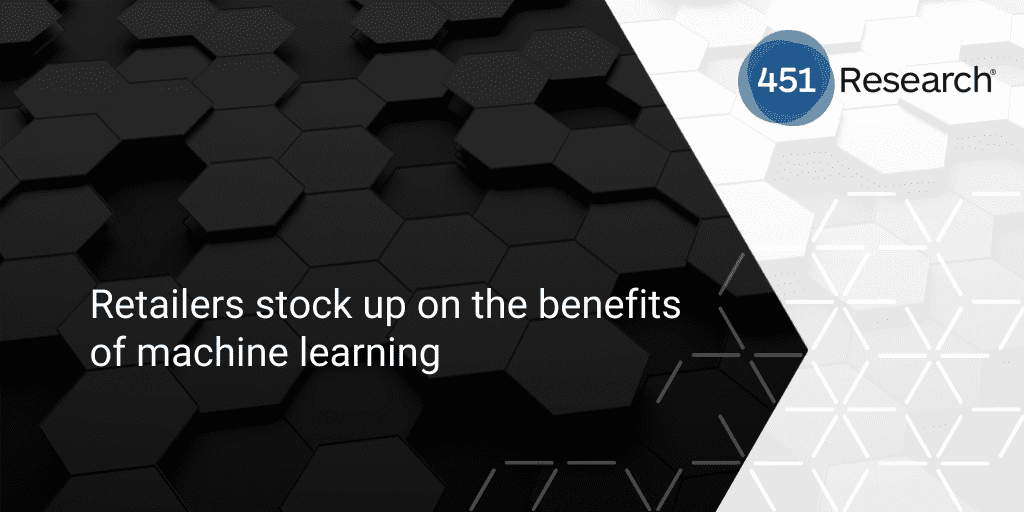 451 Research®
Retailers stock up on the benefits
of machine learning